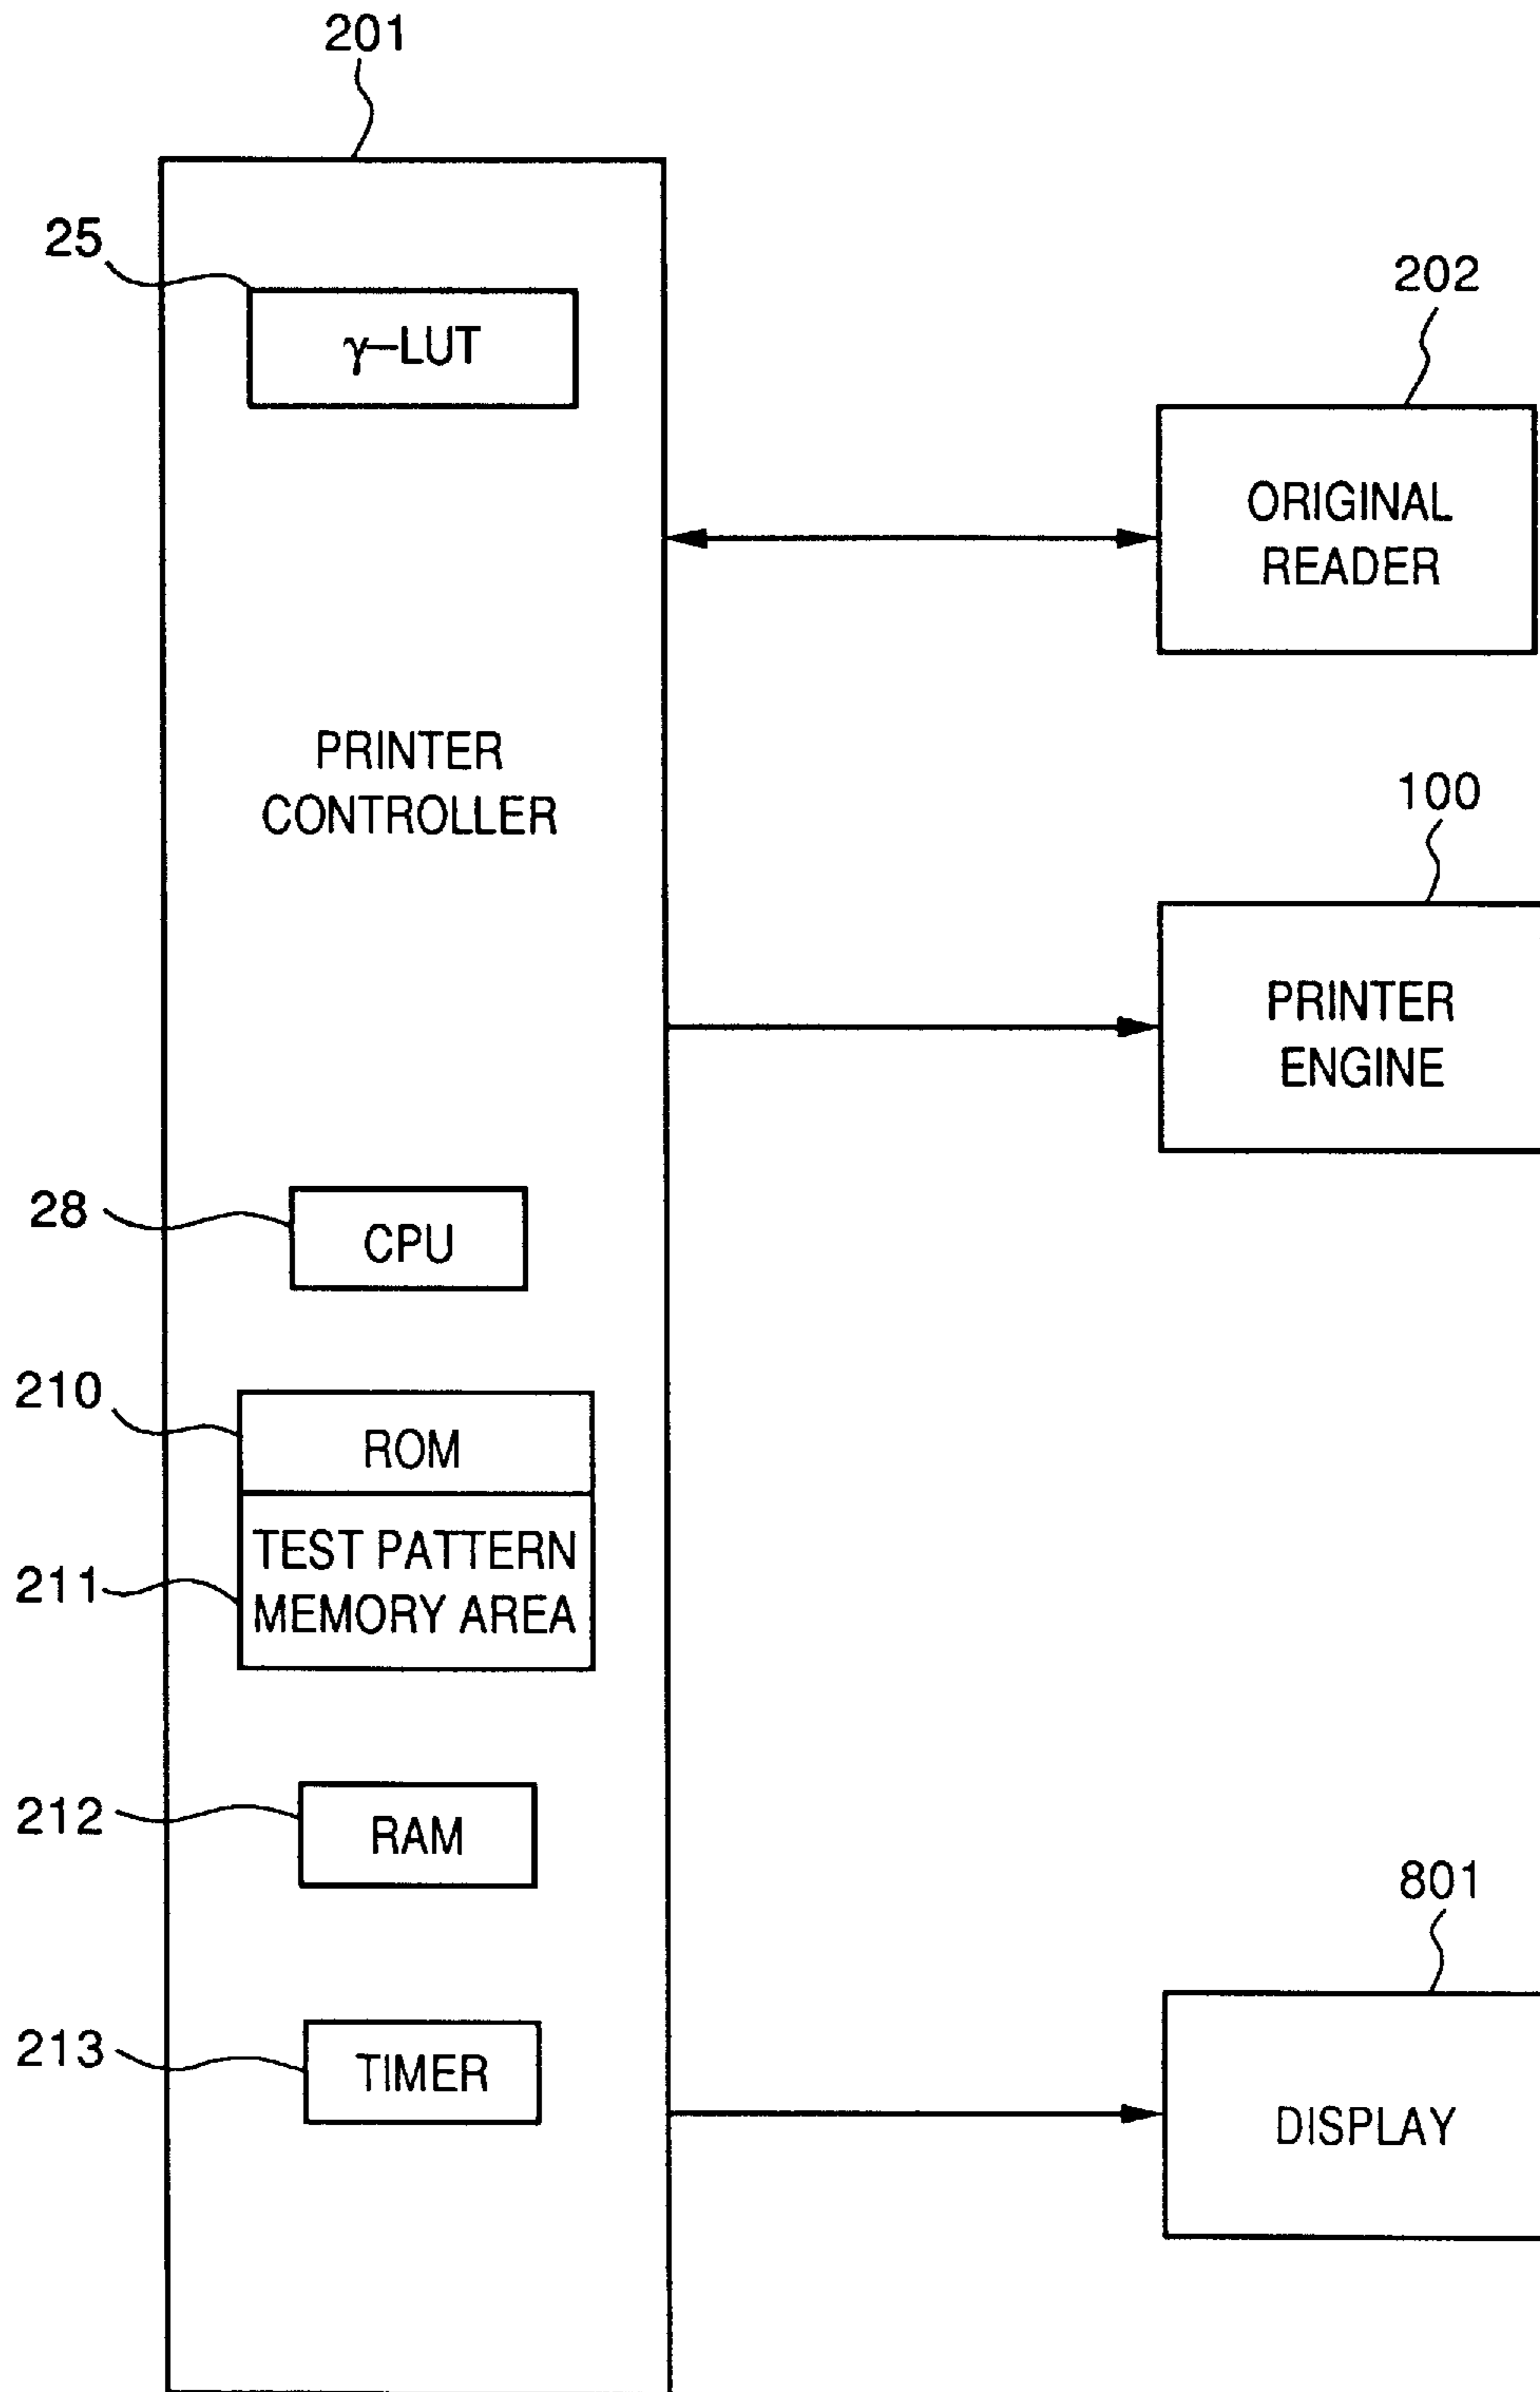 201
25
γ-LUT
202
ORIGINAL
READER
PRINTER
CONTROLLER
100
PRINTER
ENGINE
28
CPU
210
ROM
211
TEST PATTERN
MEMORY AREA
212
RAM
801
213
TIMER
DISPLAY